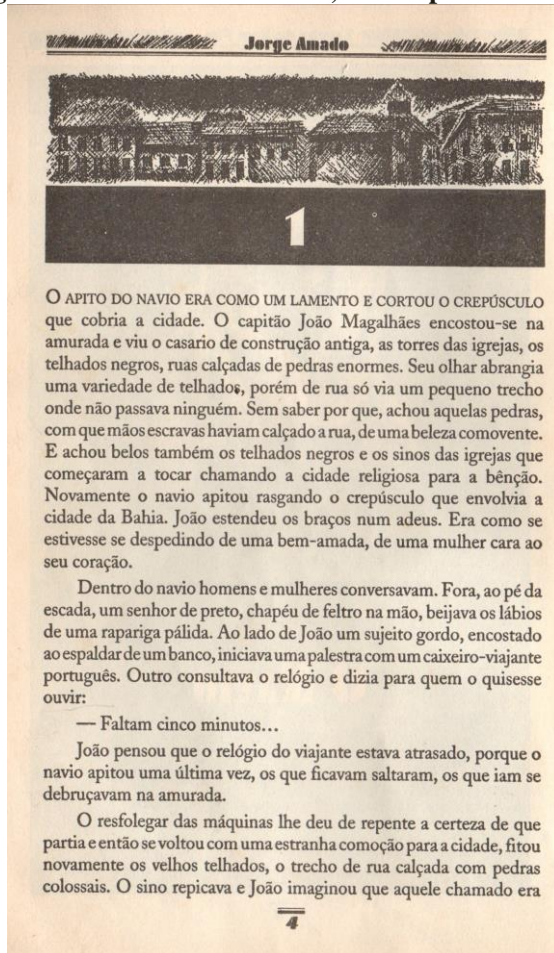 Jorge Amado
1
O APITO DO NAVIO ERA COMO UM LAMENTO E CORTOU O CREPÚSCULO
que cobria a cidade. O capitão João Magalhães encostou-se na
amurada e viu o casario de construção antiga, as torres das igrejas, os
telhados negros, ruas calçadas de pedras enormes. Seu olhar abrangia
uma variedade de telhados, porém de rua só via um pequeno trecho
onde não passava ninguém. Sem saber por que, achou aquelas pedras,
com que mãos escravas haviam calçado a rua, de uma beleza comovente.
E achou belos também os telhados negros e os sinos das igrejas que
começaram a tocar chamando a cidade religiosa para a bênção.
Novamente o navio apitou rasgando o crepúsculo que envolvia a
cidade da Bahia. João estendeu os braços num adeus. Era como se
estivesse se despedindo de uma bem-amada, de uma mulher cara ao
seu coração.
Dentro do navio homens e mulheres conversavam. Fora, ao pé da
escada, um senhor de preto, chapéu de feltro na mão, beijava os lábios
de uma rapariga pálida. Ao lado de João um sujeito gordo, encostado
ao espaldar de um banco, iniciava uma palestra com um caixeiro-viajante
português. Outro consultava o relógio e dizia para quem o quisesse
ouvir:
— Faltam cinco minutos...
João pensou que o relógio do viajante estava atrasado, porque o
navio apitou uma última vez, os que ficavam saltaram, os que iam se
debruçavam na amurada.
O resfolegar das máquinas lhe deu de repente a certeza de que
partia e então se voltou com uma estranha comoção para a cidade, fitou
novamente os velhos telhados, o trecho de rua calçada com pedras
colossais. O sino repicava e João imaginou que aquele chamado era
4